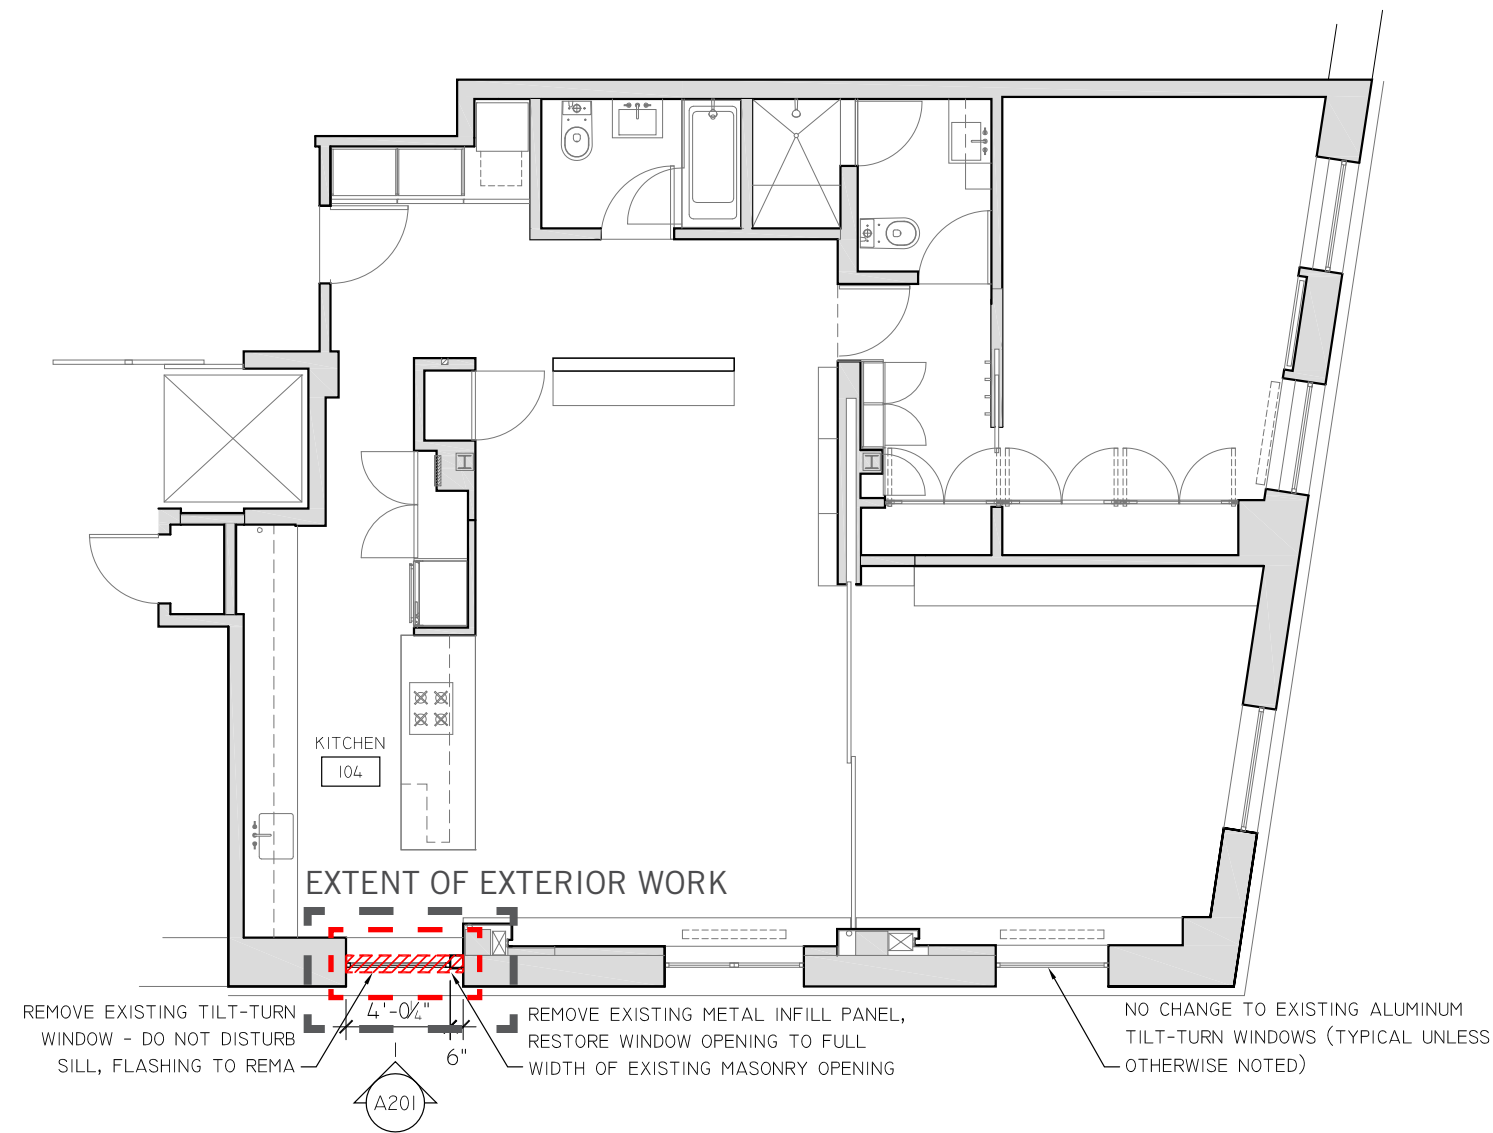 KITCHEN
104
EXTENT OF EXTERIOR WORK
REMOVE EXISTING TILT-TURN
WINDOW - DO NOT DISTURB
SILL, FLASHING TO REMA
4'-0¼"
6"
A201
REMOVE EXISTING METAL INFILL PANEL,
RESTORE WINDOW OPENING TO FULL
WIDTH OF EXISTING MASONRY OPENING
NO CHANGE TO EXISTING ALUMINUM
TILT-TURN WINDOWS (TYPICAL UNLESS
OTHERWISE NOTED)